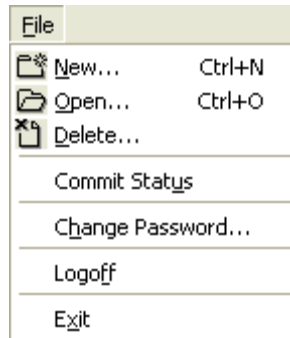 File
New... Ctrl+N
Open... Ctrl+O
Delete...
Commit Status
Change Password...
Logoff
Exit